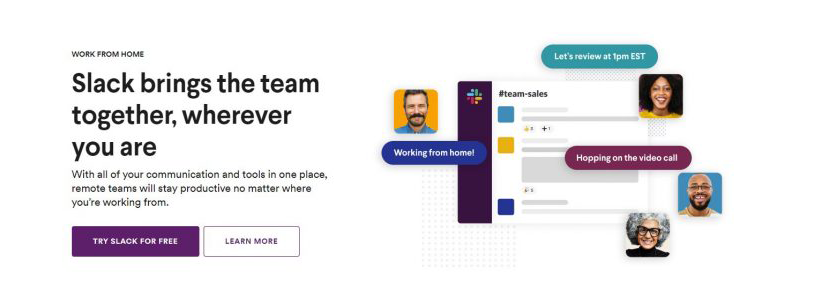 WORK FROM HOME
Slack brings the team
together, wherever
you are
With all of your communication and tools in one place,
remote teams will stay productive no matter where
you're working from.
TRY SLACK FOR FREE
LEARN MORE
Let's review at 1pm EST
#team-sales
Working from home!
Hopping on the video call